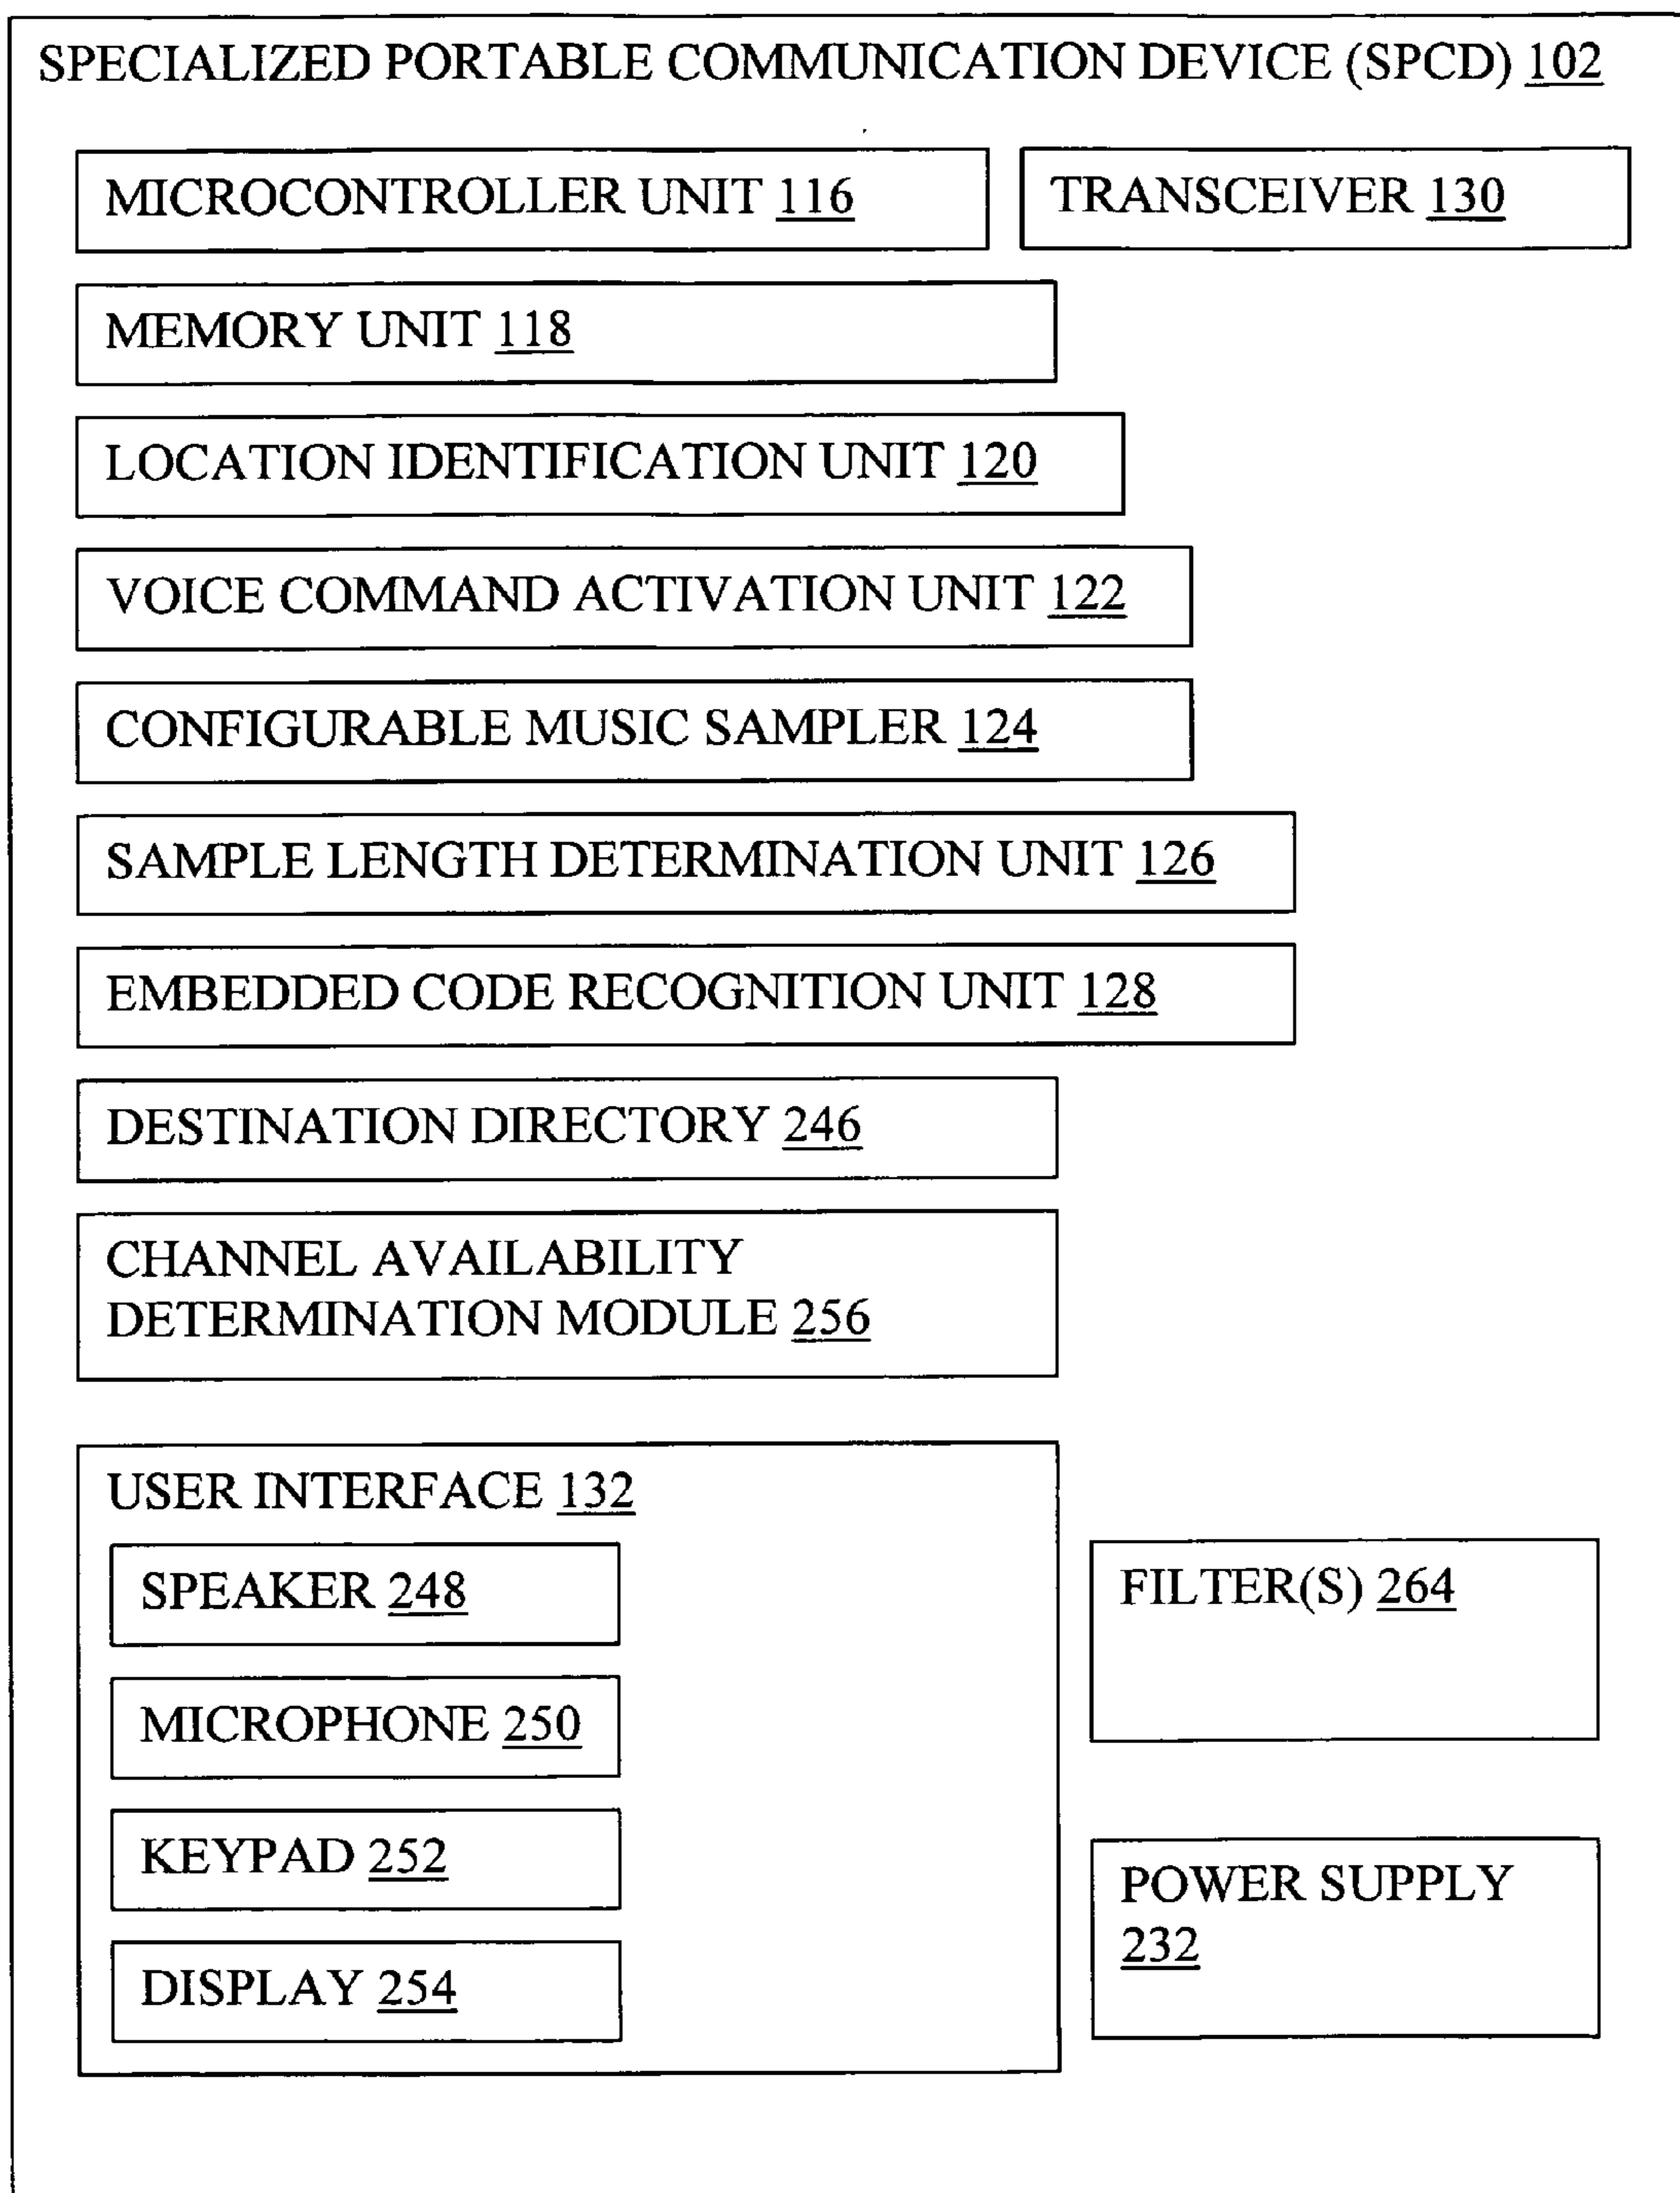 SPECIALIZED PORTABLE COMMUNICATION DEVICE (SPCD) 102
MICROCONTROLLER UNIT 116
TRANSCEIVER 130
MEMORY UNIT 118
LOCATION IDENTIFICATION UNIT 120
VOICE COMMAND ACTIVATION UNIT 122
CONFIGURABLE MUSIC SAMPLER 124
SAMPLE LENGTH DETERMINATION UNIT 126
EMBEDDED CODE RECOGNITION UNIT 128
DESTINATION DIRECTORY 246
CHANNEL AVAILABILITY
DETERMINATION MODULE 256
USER INTERFACE 132
SPEAKER 248
MICROPHONE 250
KEYPAD 252
DISPLAY 254
FILTER(S) 264
POWER SUPPLY
232